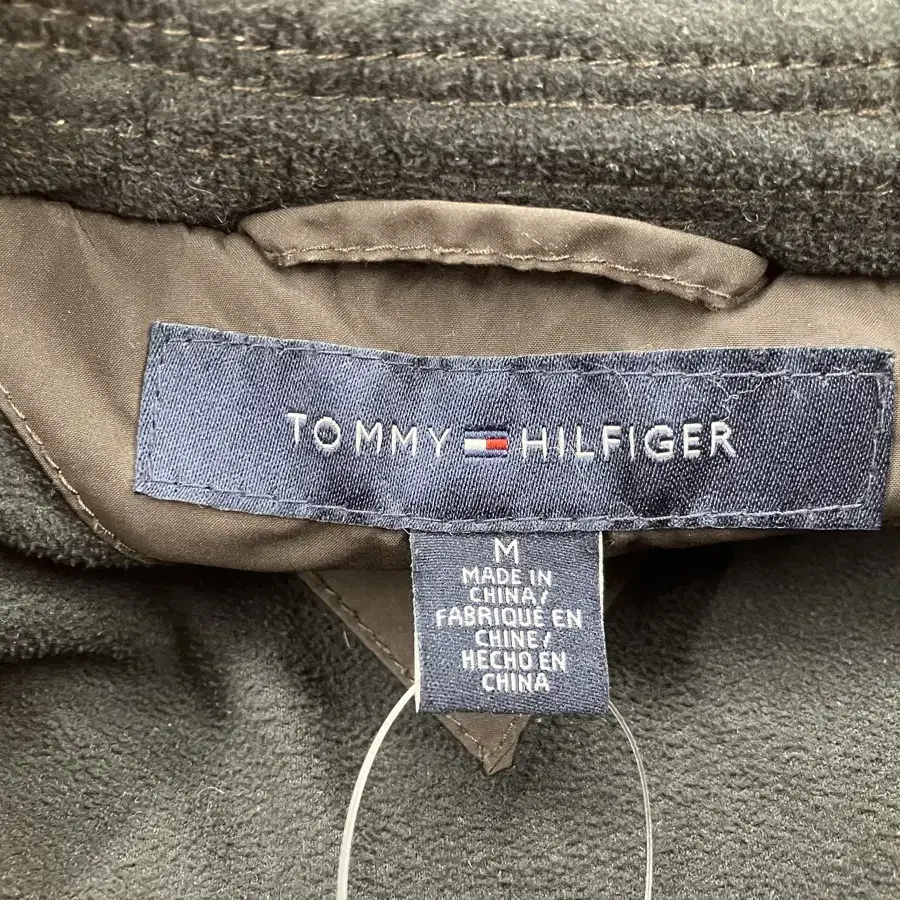 TOMMY HILFIGER
M
MADE IN
CHINA/
FABRIQUÉ EN
CHINE/
HECHO EN
CHINA